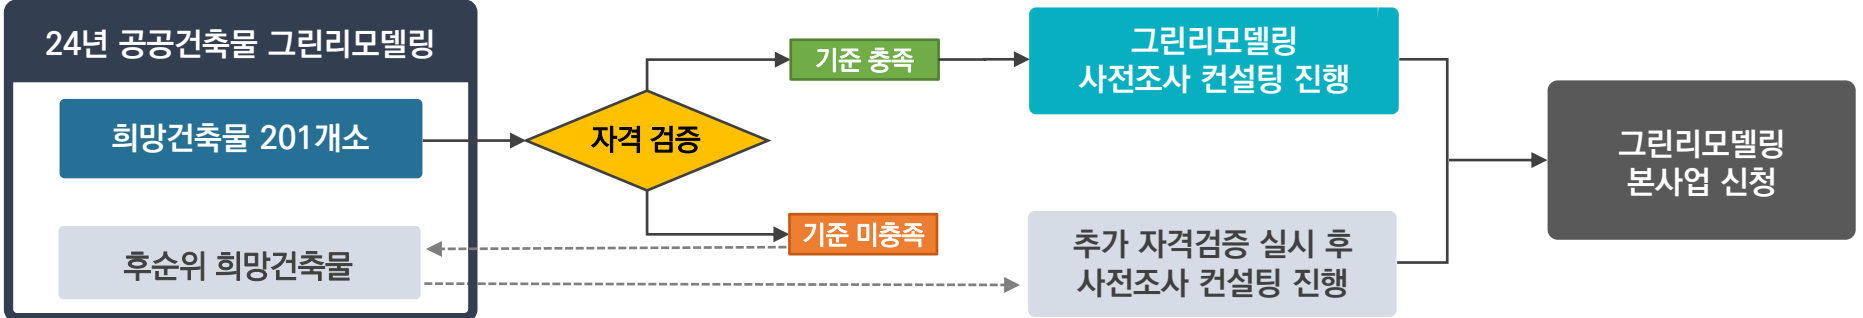 24년 공공건축물 그린리모델링
희망건축물 201개소
후순위 희망건축물
자격 검증
기준 충족
기준 미충족
그린리모델링
사전조사 컨설팅 진행
추가 자격검증 실시 후
사전조사 컨설팅 진행
그린리모델링
본사업 신청